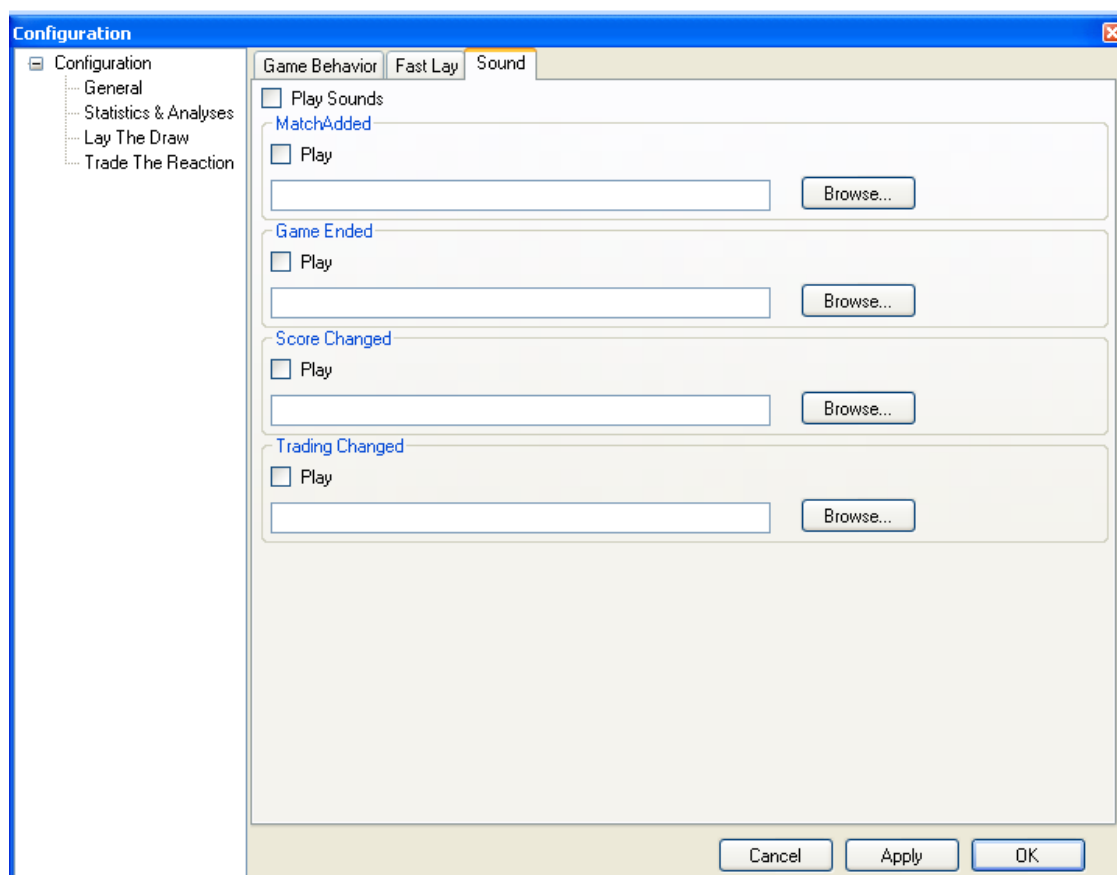 Configuration
Configuration
General
Statistics & Analyses
Lay The Draw
Trade The Reaction
Game Behavior Fast Lay Sound
Play Sounds
MatchAdded
Play
Browse...
Game Ended
Play
Browse...
Score Changed
Play
Browse...
Trading Changed
Play
Browse...
Cancel Apply OK